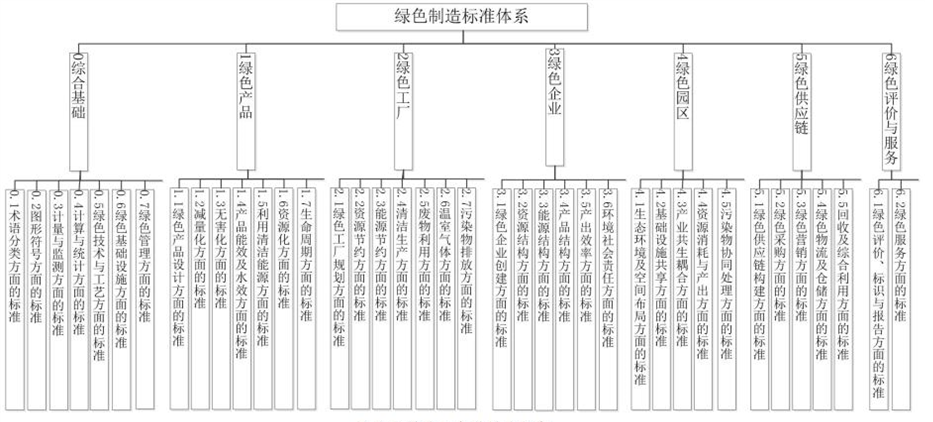 绿色制造标准体系
0综合基础
1绿色产品
2绿色工厂
3绿色企业
4绿色园区
5绿色供应链
6绿色评价与服务
0.1术语分类方面的标准
0.2图形符号方面的标准
0.3计量与监测方面的标准
0.4计算与统计方面的标准
0.5绿色技术与工艺方面的标准
0.6绿色基础设施方面的标准
0.7绿色管理方面的标准
1.1绿色产品设计方面的标准
1.2减量化方面的标准
1.3无害化方面的标准
1.4产品能效及水效方面的标准
1.5利用清洁能源方面的标准
1.6资源化方面的标准
1.7生命周期方面的标准
2.1绿色工厂规划方面的标准
2.2资源节约方面的标准
2.3能源节约方面的标准
2.4清洁生产方面的标准
2.5废物利用方面的标准
2.6温室气体方面的标准
2.7污染物排放方面的标准
3.1绿色企业创建方面的标准
3.2资源结构方面的标准
3.3能源结构方面的标准
3.4产品结构方面的标准
3.5产出效率方面的标准
3.6环境社会责任方面的标准
4.1生态环境及空间布局方面的标准
4.2基础设施共享方面的标准
4.3产业共生耦合方面的标准
4.4资源消耗与产出方面的标准
4.5污染物协同处理方面的标准
5.1绿色供应链构建方面的标准
5.2绿色采购方面的标准
5.3绿色营销方面的标准
5.4绿色物流及仓储方面的标准
5.5回收及综合利用方面的标准
6.1绿色评价、标识与报告方面的标准
6.2绿色服务方面的标准